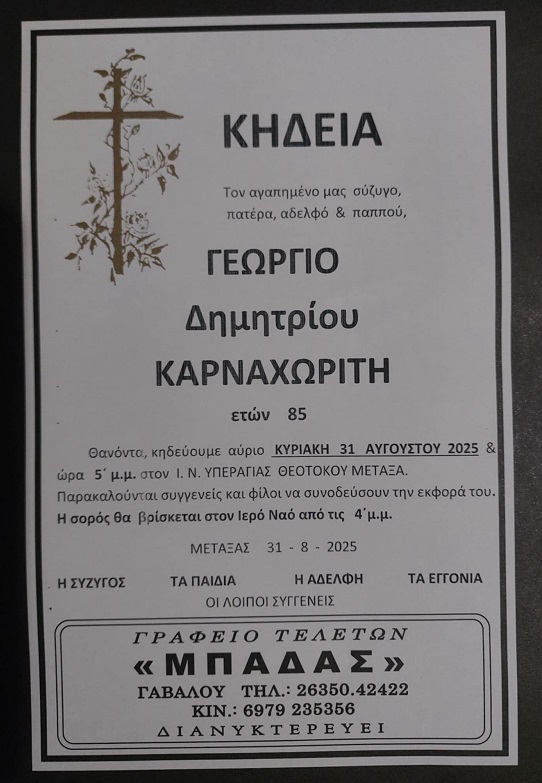 ΚΗΔΕΙΑ
Τον αγαπημένο μας σύζυγο,
πατέρα, αδελφό & παππού,
ΓΕΩΡΓΙΟ
Δημητρίου
ΚΑΡΝΑΧΩΡΙΤΗ
ετών 85
Θανόντα, κηδεύουμε αύριο ΚΥΡΙΑΚΗ 31 ΑΥΓΟΥΣΤΟΥ 2025 &
ώρα 5΄ μ.μ. στον Ι. Ν. ΥΠΕΡΑΓΙΑΣ ΘΕΟΤΟΚΟΥ ΜΕΤΑΞΑ.
Παρακαλούνται συγγενείς και φίλοι να συνοδεύσουν την εκφορά του.
Η σορός θα βρίσκεται στον Ιερό Ναό από τις 4΄μ.μ.
ΜΕΤΑΞΑΣ 31 - 8 - 2025
Η ΣΥΖΥΓΟΣ ΤΑ ΠΑΙΔΙΑ Η ΑΔΕΛΦΗ ΤΑ ΕΓΓΟΝΙΑ
ΟΙ ΛΟΙΠΟΙ ΣΥΓΓΕΝΕΙΣ
ΓΡΑΦΕΙΟ ΤΕΛΕΤΩΝ
«ΜΠΑΔΑΣ»
ΓΑΒΑΛΟΥ ΤΗΛ.: 26350.42422
ΚΙΝ.: 6979 235356
ΔΙΑΝΥΚΤΕΡΕΥΕΙ